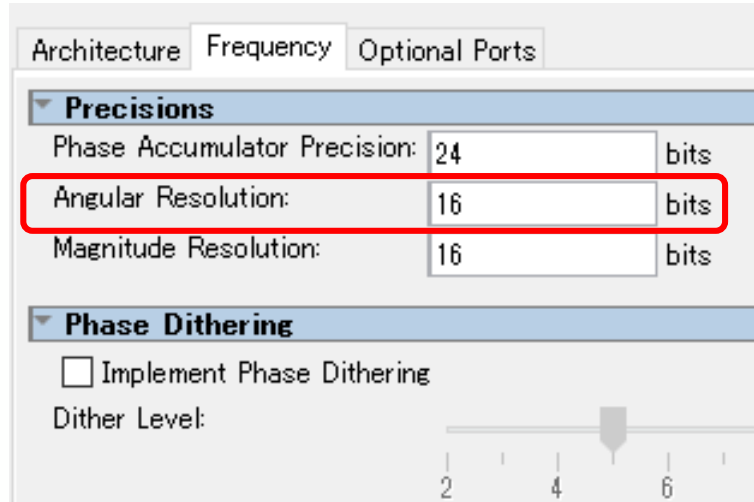 Architecture Frequency Optional Ports
Precisions
Phase Accumulator Precision: 24 bits
Angular Resolution: 16 bits
Magnitude Resolution: 16 bits
Phase Dithering
Implement Phase Dithering
Dither Level:
2 4 6